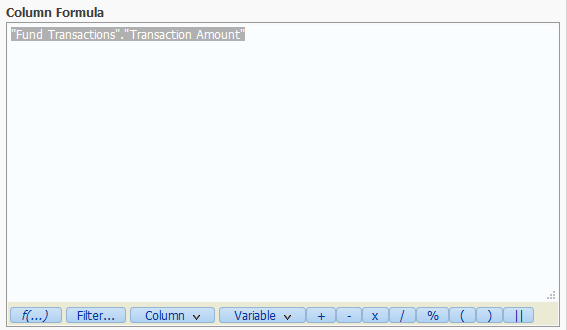 Column Formula
"Fund Transactions"."Transaction Amount"
f(...) Filter... Column Variable + - x / % ( ) ||